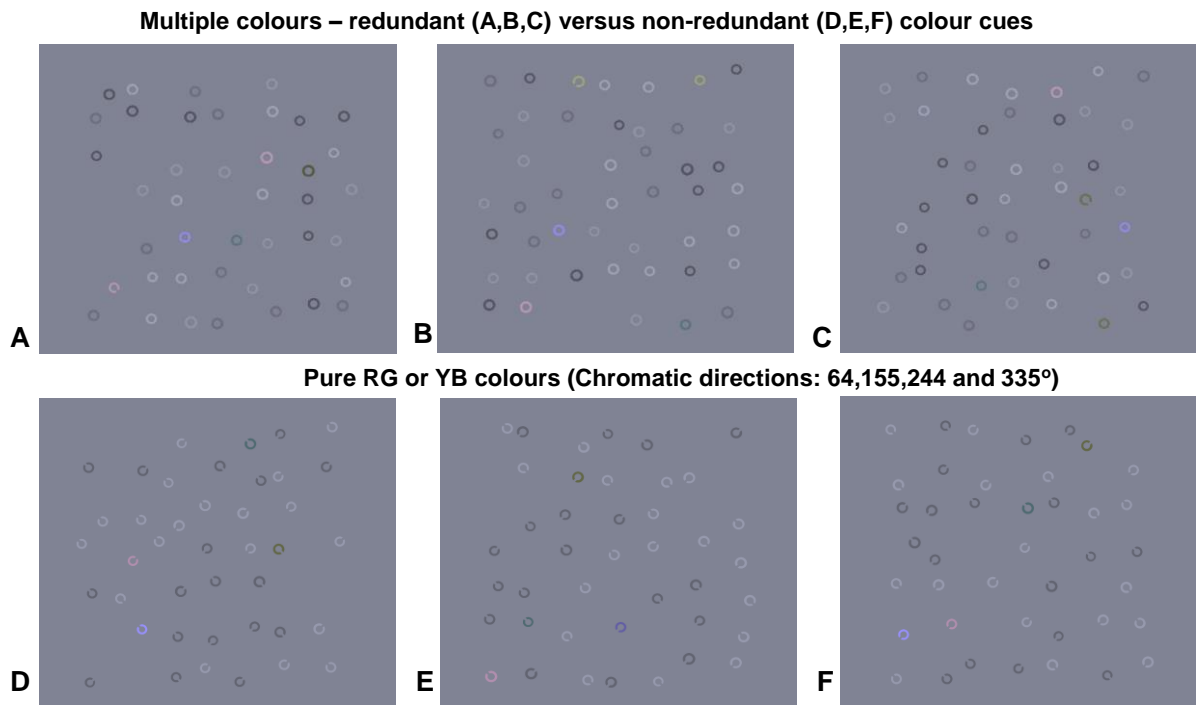 Multiple colours – redundant (A,B,C) versus non-redundant (D,E,F) colour cues
A
B
C
Pure RG or YB colours (Chromatic directions: 64,155,244 and 335º)
D
E
F